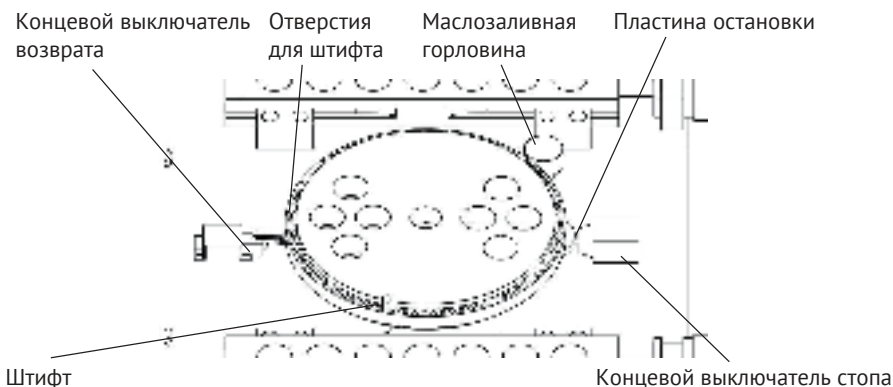 Концевой выключатель
возврата
Отверстия
для штифта
Маслозаливная
горловина
Пластина остановки
Штифт
Концевой выключатель стопа